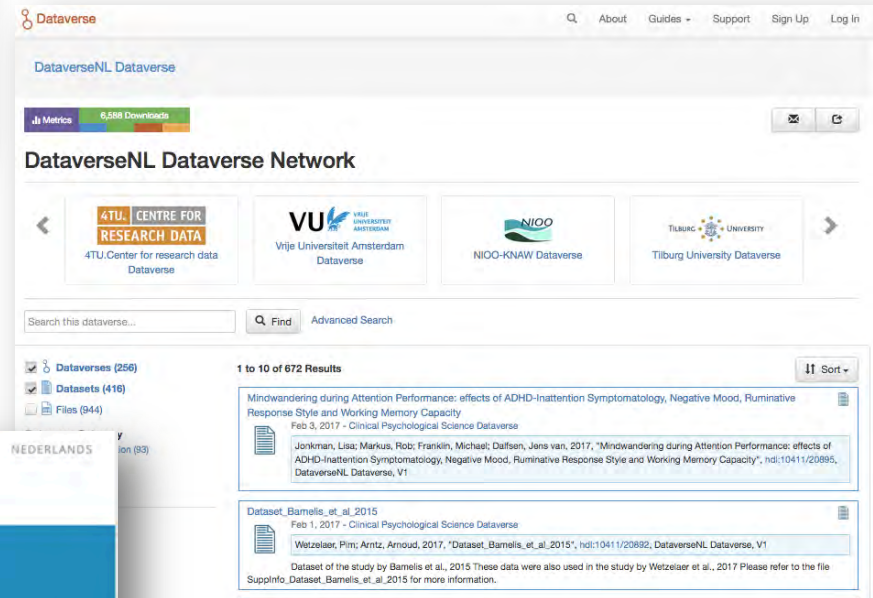 Dataverse
About Guides Support Sign Up Log In
DataverseNL Dataverse
Metrics 6,588 Downloads
DataverseNL Dataverse Network
4TU. CENTRE FOR
RESEARCH DATA
4TU.Center for research data
Dataverse
VU VRIJE
UNIVERSITEIT
AMSTERDAM
Vrije Universiteit Amsterdam
Dataverse
NIOO
NIOO-KNAW Dataverse
TILBURG UNIVERSITY
Tilburg University Dataverse
Search this dataverse...
Find Advanced Search
Dataverses (256)
Datasets (416)
Files (944)
y
ion (93)
NEDERLANDS
1 to 10 of 672 Results
Sort
Mindwandering during Attention Performance: effects of ADHD-Inattention Symptomatology, Negative Mood, Ruminative
Response Style and Working Memory Capacity
Feb 3, 2017 - Clinical Psychological Science Dataverse
Jonkman, Lisa; Markus, Rob; Franklin, Michael; Dalfsen, Jens van, 2017, "Mindwandering during Attention Performance: effects of
ADHD-Inattention Symptomatology, Negative Mood, Ruminative Response Style and Working Memory Capacity", hdl:10411/20895,
DataverseNL Dataverse, V1
Dataset_Bamelis_et_al_2015
Feb 1, 2017 - Clinical Psychological Science Dataverse
Wetzelaer, Pim; Arntz, Arnoud, 2017, "Dataset_Bamelis_et_al_2015", hdl:10411/20892, DataverseNL Dataverse, V1
Dataset of the study by Bamelis et al., 2015 These data were also used in the study by Wetzelaer et al., 2017 Please refer to the file
SuppInfo_Dataset_Bamelis_et_al_2015 for more information.